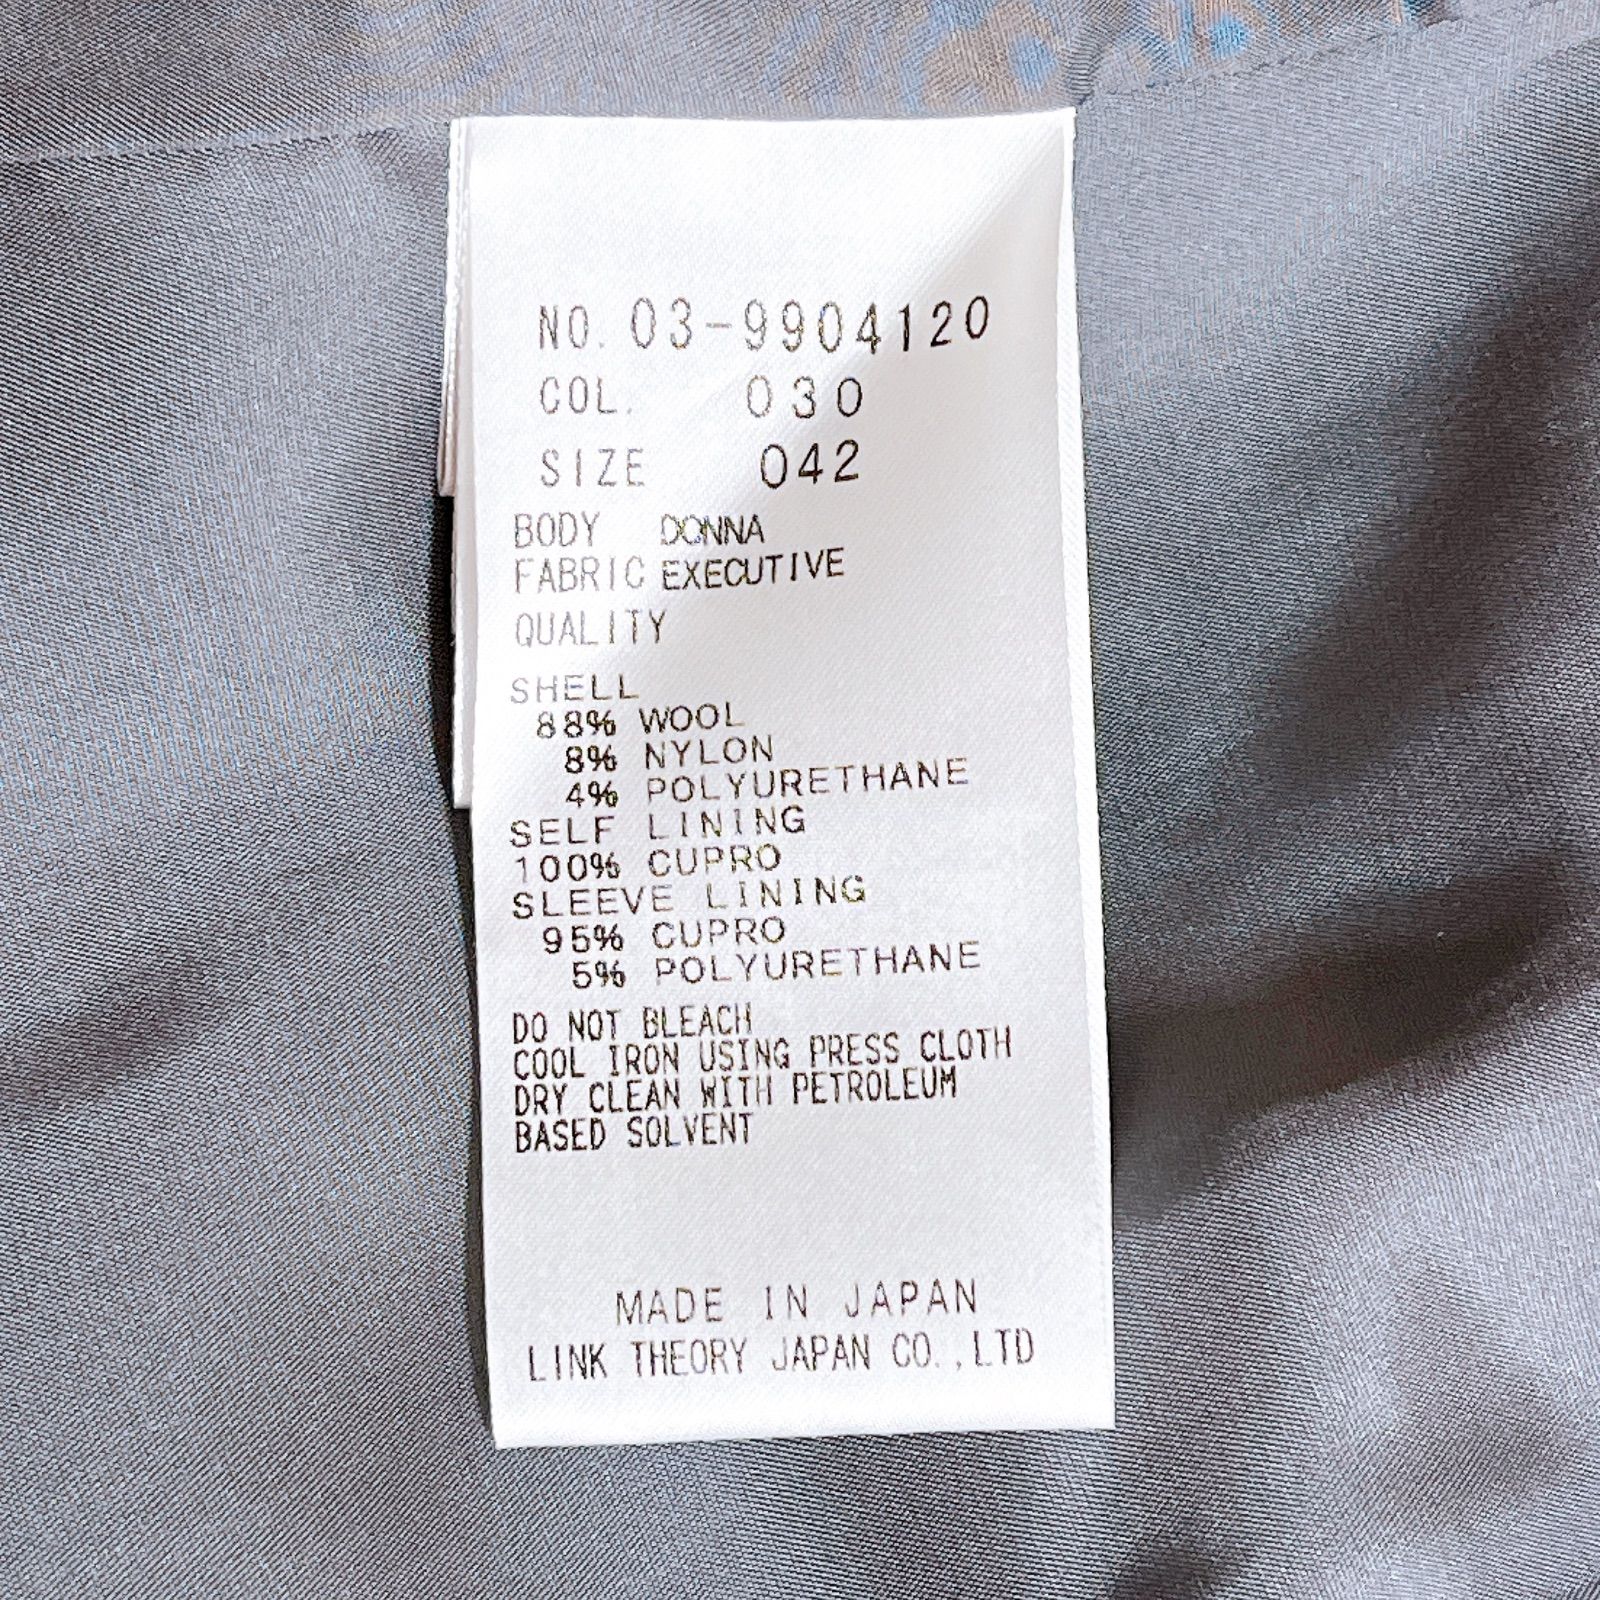 NO. 03-9904120
COL. 030
SIZE 042
BODY DONNA
FABRIC EXECUTIVE
QUALITY
SHELL
88% WOOL
8% NYLON
4% POLYURETHANE
SELF LINING
100% CUPRO
SLEEVE LINING
95% CUPRO
5% POLYURETHANE
DO NOT BLEACH
COOL IRON USING PRESS CLOTH
DRY CLEAN WITH PETROLEUM
BASED SOLVENT
MADE IN JAPAN
LINK THEORY JAPAN CO.,LTD